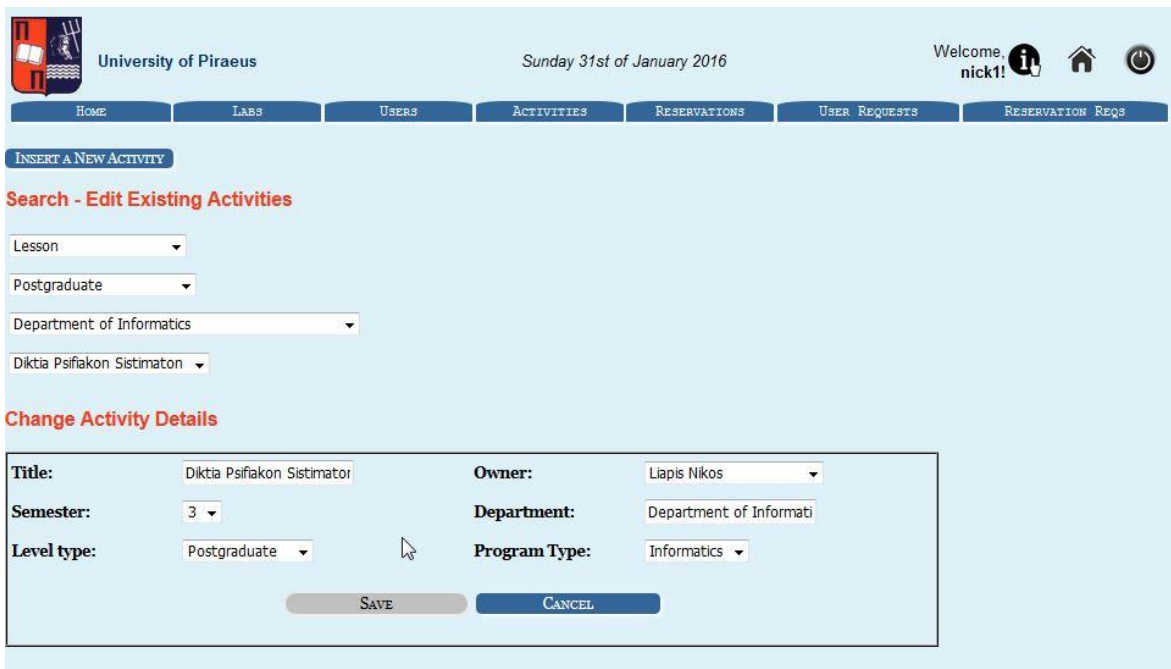 University of Piraeus
Sunday 31st of January 2016
Welcome,
nick1!
HOME LABS USERS ACTIVITIES RESERVATIONS USER REQUESTS RESERVATION REQS
INSERT A NEW ACTIVITY
Search - Edit Existing Activities
Lesson
Postgraduate
Department of Informatics
Diktia Psifiakon Sistimaton
Change Activity Details
Title: Diktia Psifiakon Sistimaton Owner: Liapis Nikos
Semester: 3 Department: Department of Informati
Level type: Postgraduate Program Type: Informatics
SAVE CANCEL